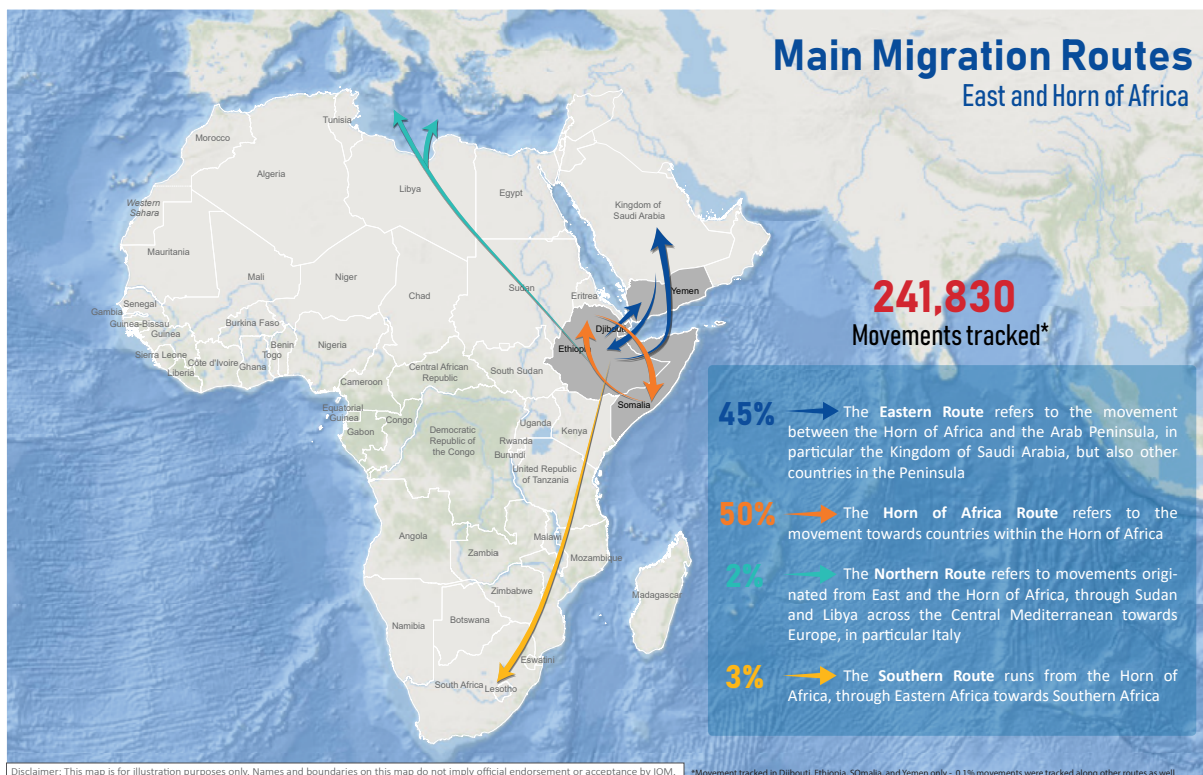 Main Migration Routes
East and Horn of Africa
Tunisia
Morocco
Algeria
Libya
Egypt
Western
Sahara
Kingdom of
Saudi Arabia
Mauritania
Mali
Niger
Chad
Sudan
Eritrea
Yemen
Senegal
Gambia
Guinea-Bissau
Guinea
Burkina Faso
Djibouti
Benin
Togo
Nigeria
Ethiopia
Sierra Leone
Côte d'Ivoire
Ghana
Liberia
Central African
Republic
South Sudan
Cameroon
Somalia
Equatorial
Guinea
Congo
Gabon
Uganda
Kenya
Democratic
Republic of
the Congo
Rwanda
Burundi
United Republic
of Tanzania
Angola
Malawi
Zambia
Mozambique
Zimbabwe
Madagascar
Botswana
Namibia
Eswatini
South Africa
Lesotho
241,830
Movements tracked*
45%
The Eastern Route refers to the movement
between the Horn of Africa and the Arab Peninsula, in
particular the Kingdom of Saudi Arabia, but also other
countries in the Peninsula
50%
The Horn of Africa Route refers to the
movement towards countries within the Horn of Africa
2%
The Northern Route refers to movements origi-
nated from East and the Horn of Africa, through Sudan
and Libya across the Central Mediterranean towards
Europe, in particular Italy
3%
The Southern Route runs from the Horn of
Africa, through Eastern Africa towards Southern Africa
Disclaimer: This map is for illustration purposes only. Names and boundaries on this map do not imply official endorsement or acceptance by IOM.
*Movement tracked in Djibouti, Ethiopia, SOmalia, and Yemen only - 0.1% movements were tracked along other routes as well